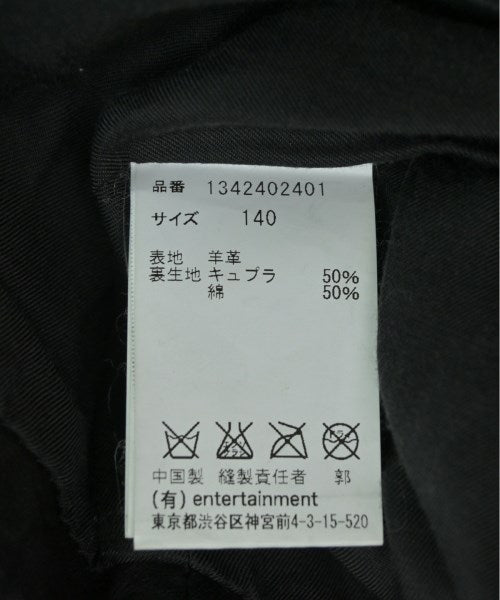 品番 1342402401
サイズ 140
表地 羊革
裏生地 キュプラ 50%
綿 50%
中国製 縫製責任者 郭
(有) entertainment
東京都渋谷区神宮前4-3-15-520